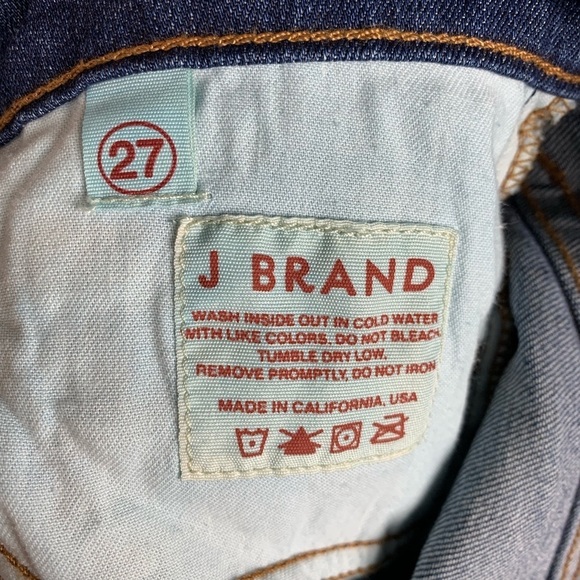 27
J BRAND
WASH INSIDE OUT IN COLD WATER
WITH LIKE COLORS. DO NOT BLEACH.
TUMBLE DRY LOW.
REMOVE PROMPTLY, DO NOT IRON
MADE IN CALIFORNIA, USA